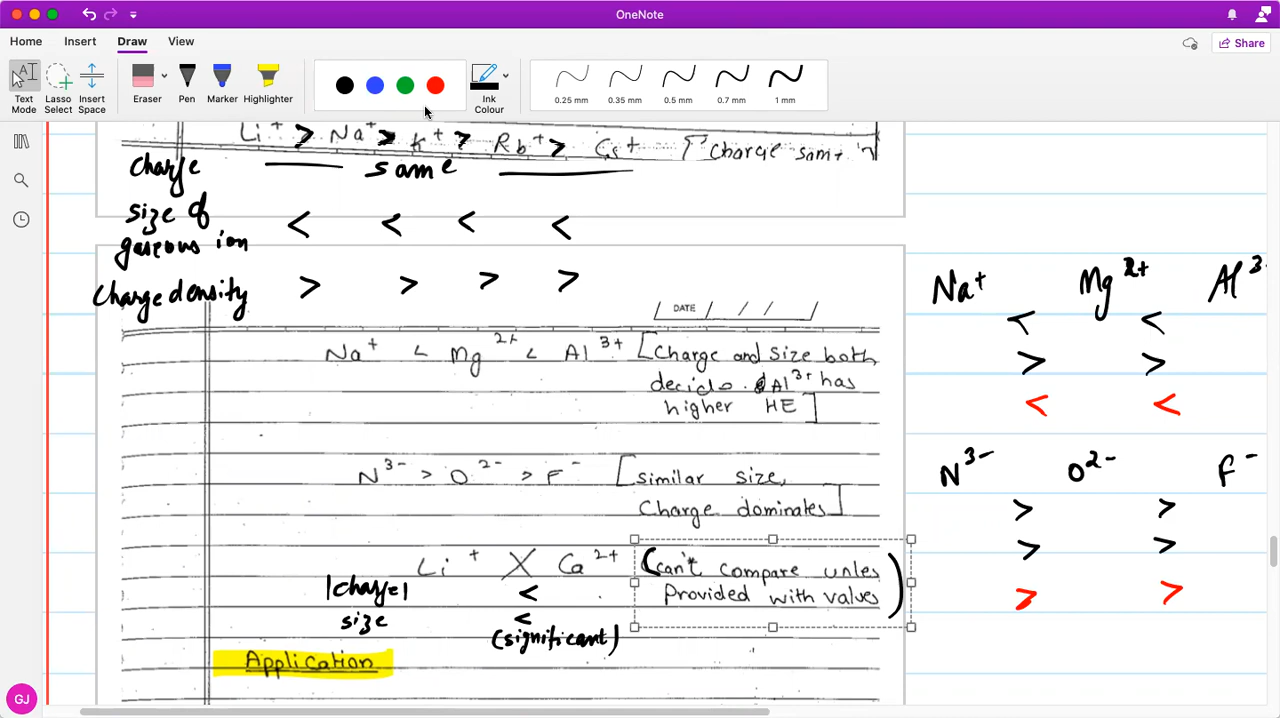 OneNote
Home Insert Draw View
Share
Text Mode
Lasso Select
Insert Space
Eraser
Pen
Marker
Highlighter
Ink Colour
0.25 mm 0.35 mm 0.5 mm 0.7 mm 1 mm
Li+ > Na+ > K+ > Rb+ > Cs+ [Charge same]
charge same
size of gaseous ion < < < <
Charge density > > > >
DATE / / /
Na+ < Mg2+ < Al3+ [Charge and size both
decide. Al3+ has
higher HE]
N3- > O2- > F- [similar size,
Charge dominates]
Li+ X Ca2+ (can't compare unles
Provided with values)
|charge| <
size <
(significant)
Application
Na+ Mg2+ Al3+
< <
> >
< <
N3- O2- F-
> >
> >
> >
GJ